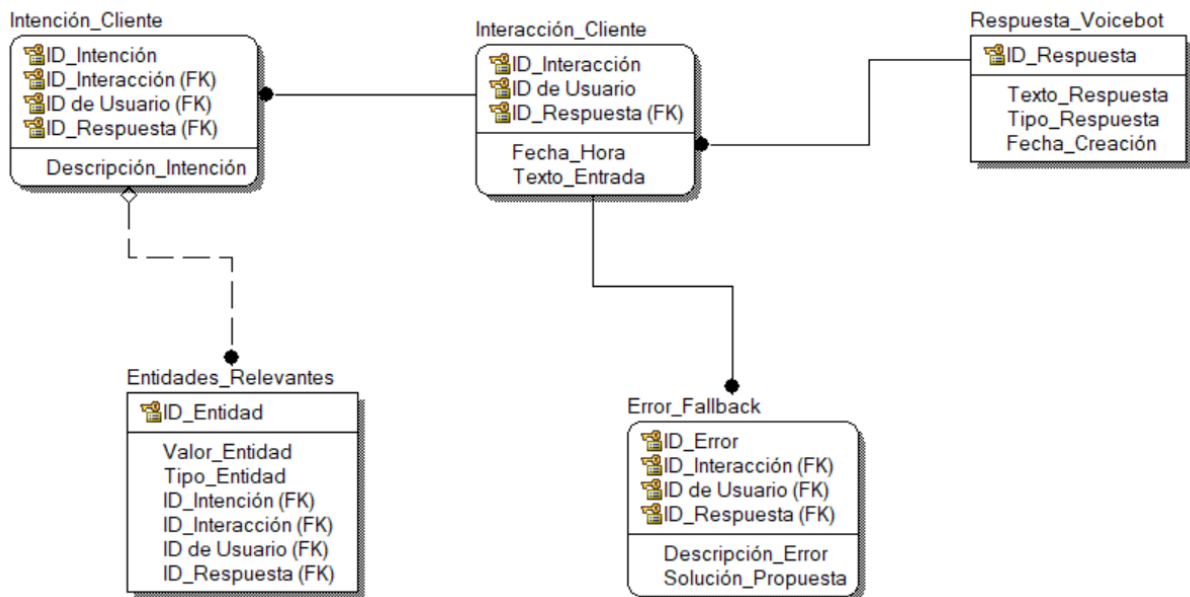 Intención_Cliente
ID_Intención
ID_Interacción (FK)
ID de Usuario (FK)
ID_Respuesta (FK)
Descripción_Intención
Interacción_Cliente
ID_Interacción
ID de Usuario
ID_Respuesta (FK)
Fecha_Hora
Texto_Entrada
Respuesta_Voicebot
ID_Respuesta
Texto_Respuesta
Tipo_Respuesta
Fecha_Creación
Entidades_Relevantes
ID_Entidad
Valor_Entidad
Tipo_Entidad
ID_Intención (FK)
ID_Interacción (FK)
ID de Usuario (FK)
ID_Respuesta (FK)
Error_Fallback
ID_Error
ID_Interacción (FK)
ID de Usuario (FK)
ID_Respuesta (FK)
Descripción_Error
Solución_Propuesta